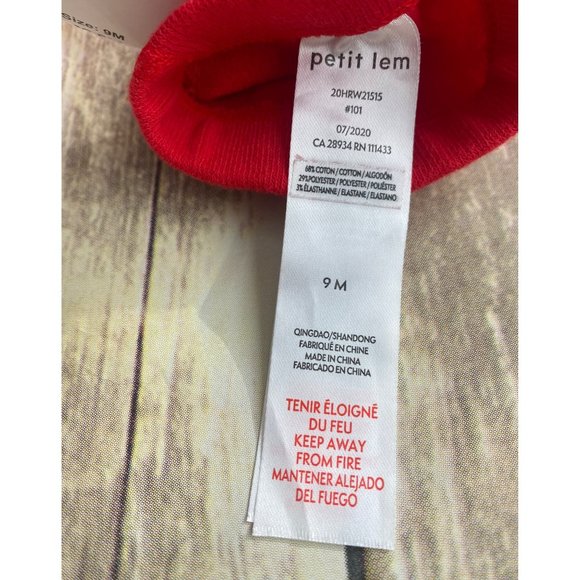 Size: 9M
petit lem
20HRW21515
#101
07/2020
CA 28934 RN 111433
68% COTON / COTTON / ALGODÓN
29% POLYESTER / POLYESTER / POLIÉSTER
3% ÉLASTHANNE / ELASTANE / ELASTANO
9 M
QINGDAO/SHANDONG
FABRIQUÉ EN CHINE
MADE IN CHINA
FABRICADO EN CHINA
TENIR ÉLOIGNÉ
DU FEU
KEEP AWAY
FROM FIRE
MANTENER ALEJADO
DEL FUEGO